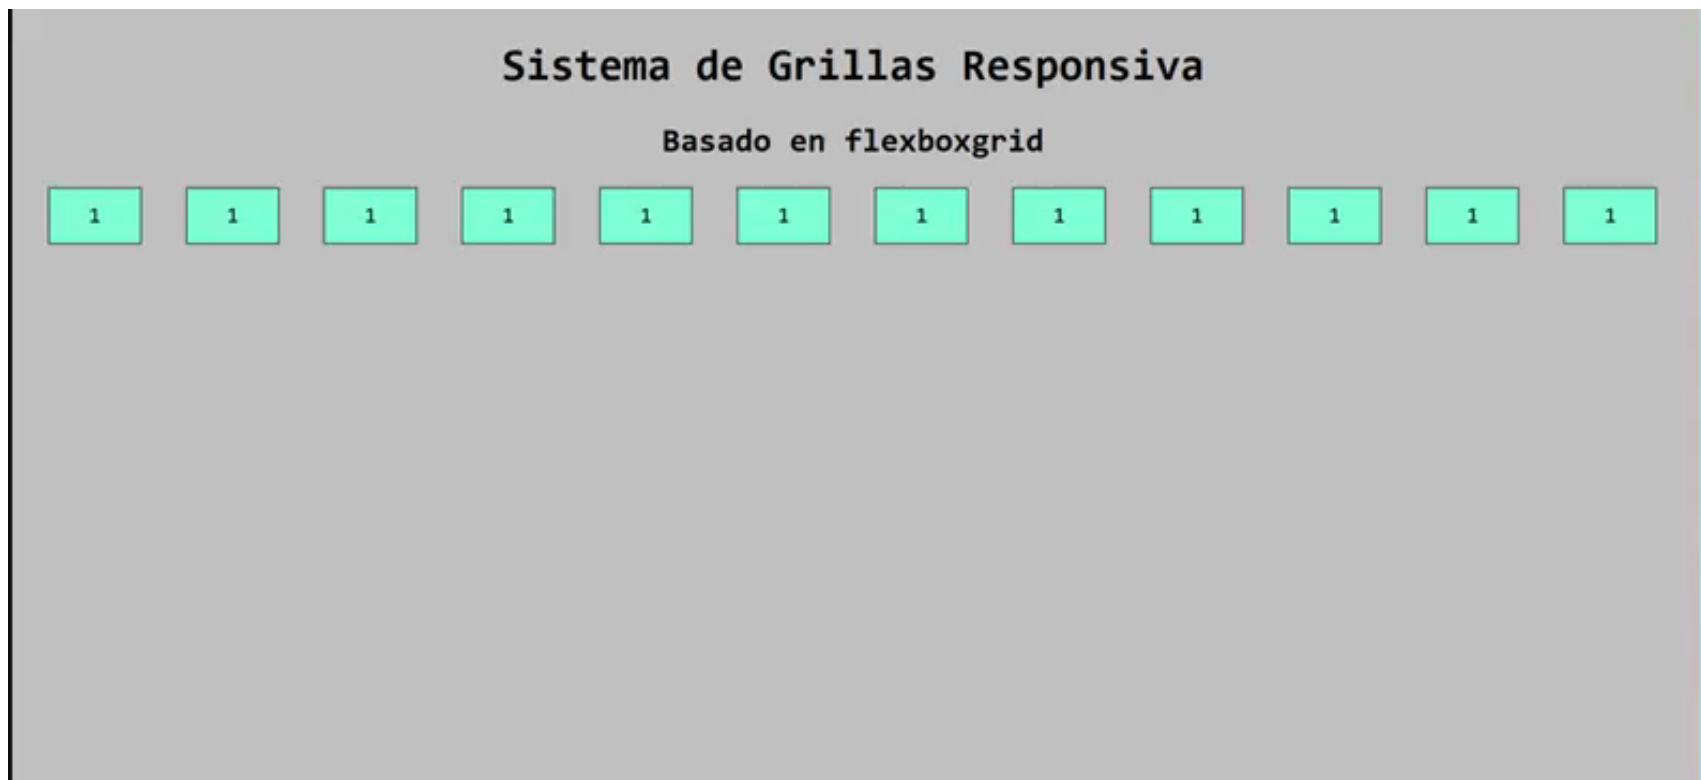 Sistema de Grillas Responsiva
Basado en flexboxgrid
1 1 1 1 1 1 1 1 1 1 1 1